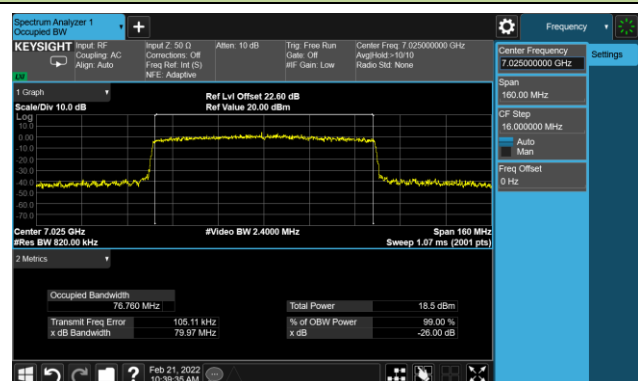 Spectrum Analyzer 1
Occupied BW
Frequency
KEYSIGHT
Input: RF
Coupling: AC
Align: Auto
Input Z: 50 Ω
Corrections: Off
Freq Ref: Int (S)
NFE: Adaptive
Atten: 10 dB
Trig: Free Run
Gate: Off
#IF Gain: Low
Center Freq: 7.025000000 GHz
Avg|Hold:>10/10
Radio Std: None
LVI
Center Frequency
7.025000000 GHz
Settings
Span
160.00 MHz
CF Step
16.000000 MHz
Auto
Man
Freq Offset
0 Hz
1 Graph
Scale/Div 10.0 dB
Ref Lvl Offset 22.60 dB
Ref Value 20.00 dBm
Log
10.0
0.00
-10.0
-20.0
-30.0
-40.0
-50.0
-60.0
-70.0
Center 7.025 GHz
#Video BW 2.4000 MHz
Span 160 MHz
#Res BW 820.00 kHz
Sweep 1.07 ms (2001 pts)
2 Metrics
Occupied Bandwidth
76.760 MHz
Total Power 18.5 dBm
Transmit Freq Error 105.11 kHz
% of OBW Power 99.00 %
x dB Bandwidth 79.97 MHz
x dB -26.00 dB
Feb 21, 2022
10:39:35 AM